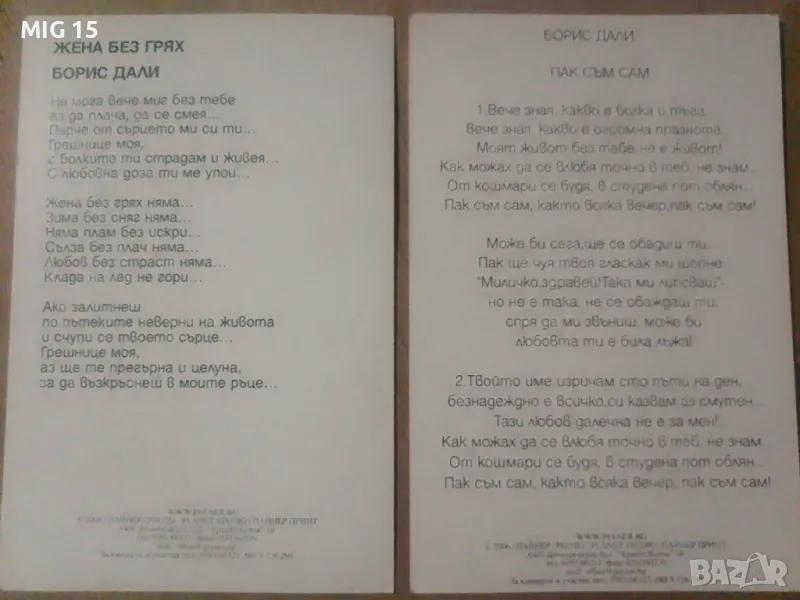 MIG 15
ЖЕНА БЕЗ ГРЯХ
БОРИС ДАЛИ
Не мога вече миг без тебе
аз да плача, да се смея...
Парче от сърцето ми си ти...
Грешнице моя,
с болките ти страдам и живея...
С любовна доза ти ме упои...
Жена без грях няма...
Зима без сняг няма...
Няма плам без искри...
Сълза без плач няма...
Любов без страст няма...
Клада на лед не гори...
Ако залитнеш
по пътеките неверни на живота
и счупи се твоето сърце...
Грешнице моя,
аз ще те прегърна и целуна,
за да възкръснеш в моите ръце...
WWW.PAYNER.BG
БОРИС ДАЛИ
ПАК СЪМ САМ
1.Вече зная, какво е болка и тъга,
вече зная, какво е огромна празнота...
Моят живот без тебе не е живот!
Как можах да се влюбя точно в теб, не знам...
От кошмари се будя, в студена пот облян...
Пак съм сам, както всяка вечер,пак съм сам!
Може би сега,ще се обадиш ти...
Пак ще чуя твоя глас,как ми шепне:
"Миличко,здравей!Така ми липсваш"-
но не е така, не се обаждаш ти,
спря да ми звъниш, може би
любовта ти е била лъжа!
2.Твойто име изричам сто пъти на ден,
безнадеждно е всичко,си казвам аз смутен...
Тази любов далечна не е за мен!
Как можах да се влюбя точно в теб, не знам...
От кошмари се будя, в студена пот облян...
Пак съм сам, както всяка вечер, пак съм сам!
WWW.PAYNER.BG
BAZAR.bg